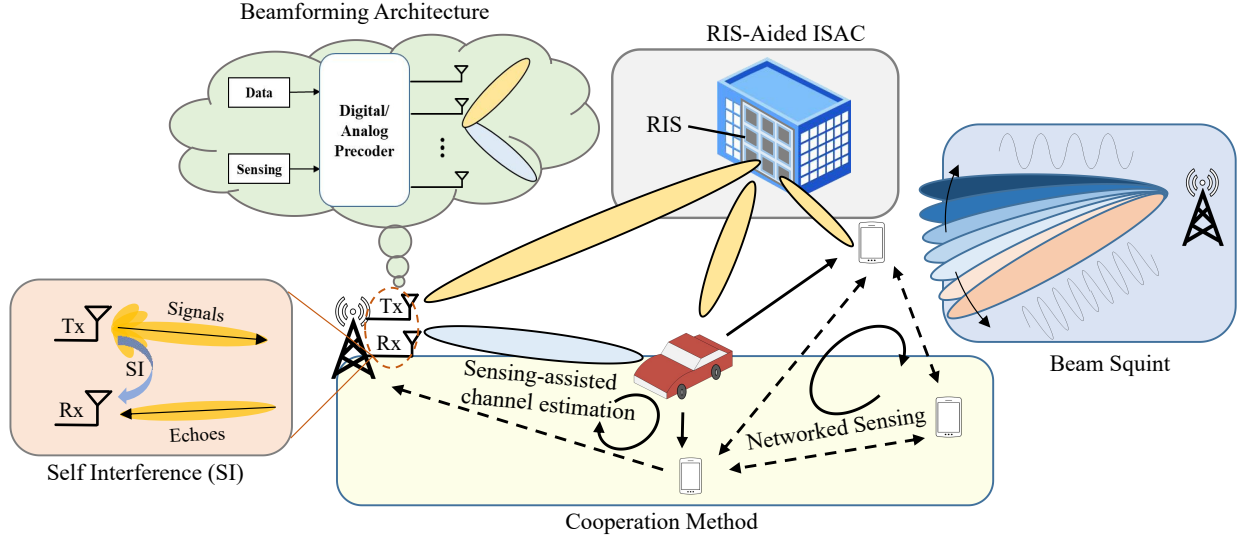 Beamforming Architecture
Data
Sensing
Digital/
Analog
Precoder
RIS-Aided ISAC
RIS
Beam Squint
Tx
Rx
Tx
Signals
SI
Rx
Echoes
Self Interference (SI)
Sensing-assisted
channel estimation
Networked Sensing
Cooperation Method